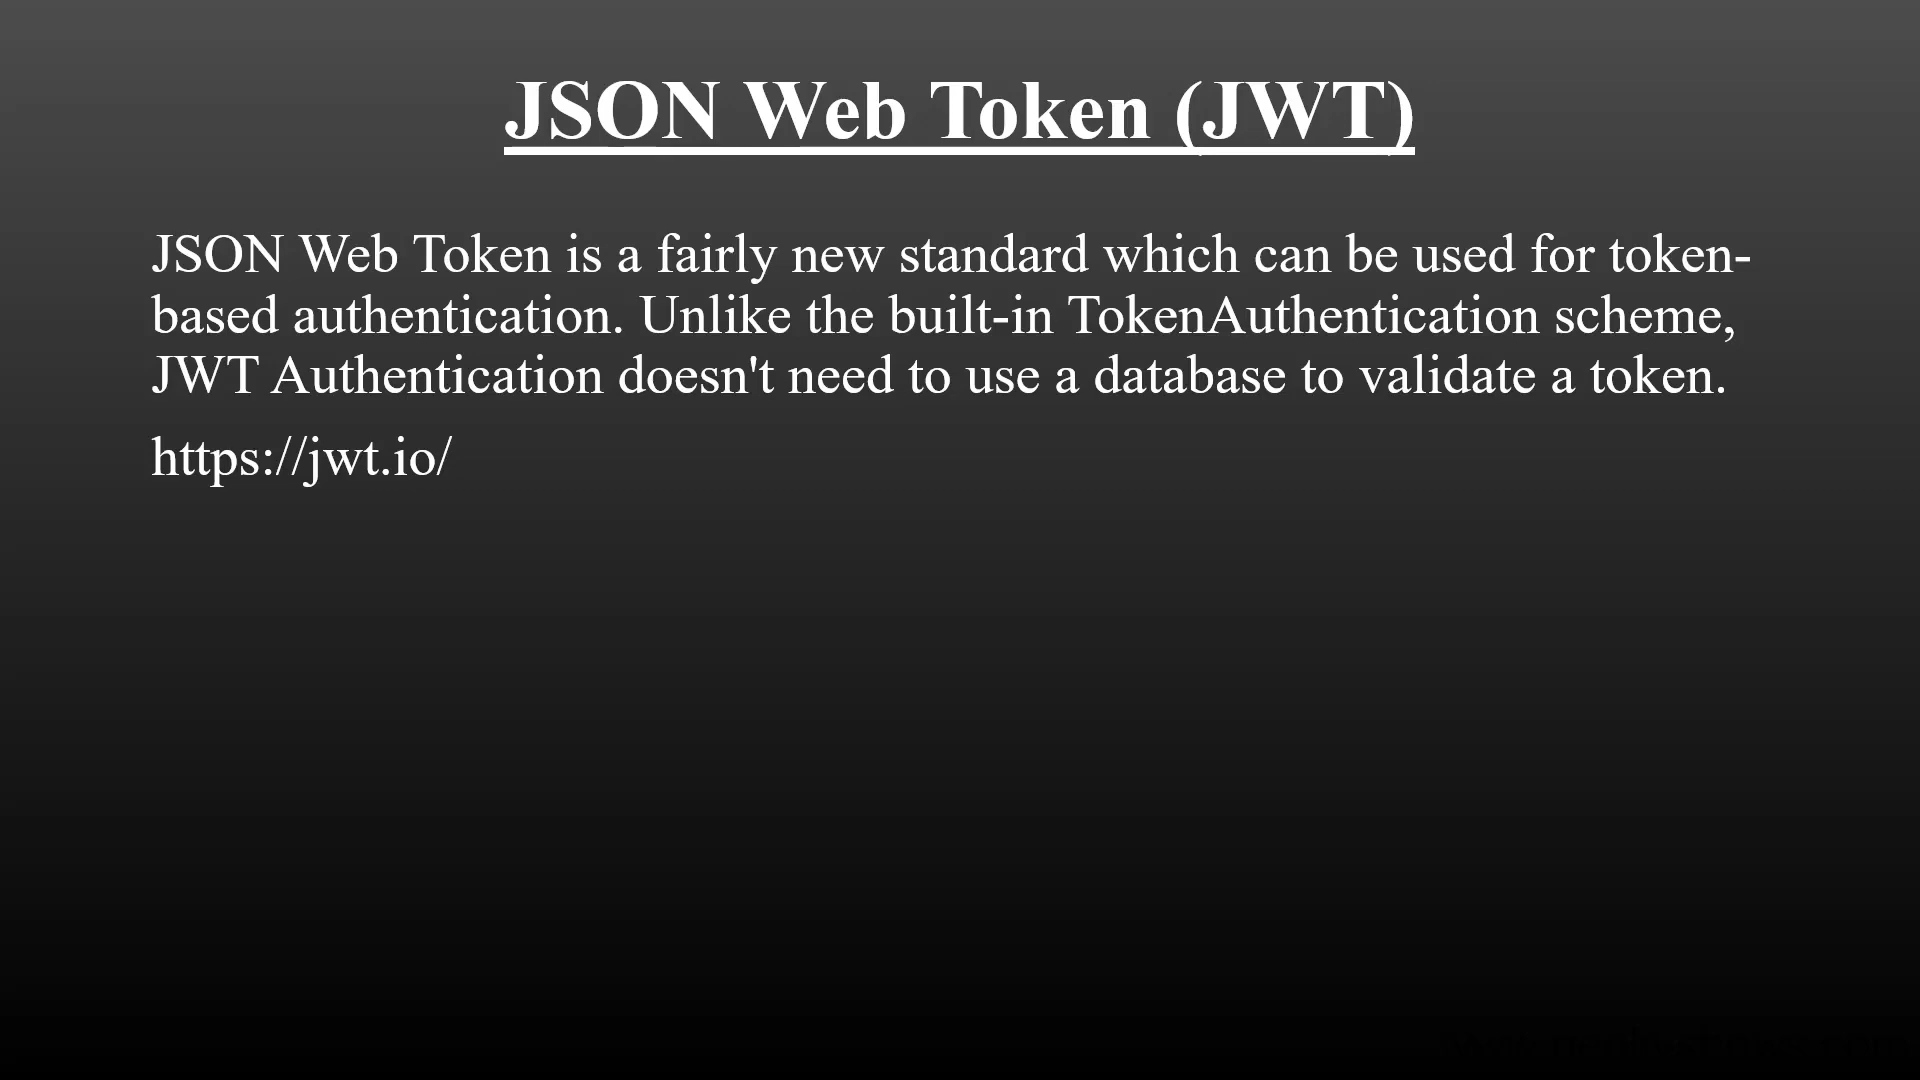 JSON Web Token (JWT)
JSON Web Token is a fairly new standard which can be used for token-
based authentication. Unlike the built-in TokenAuthentication scheme,
JWT Authentication doesn't need to use a database to validate a token.
https://jwt.io/